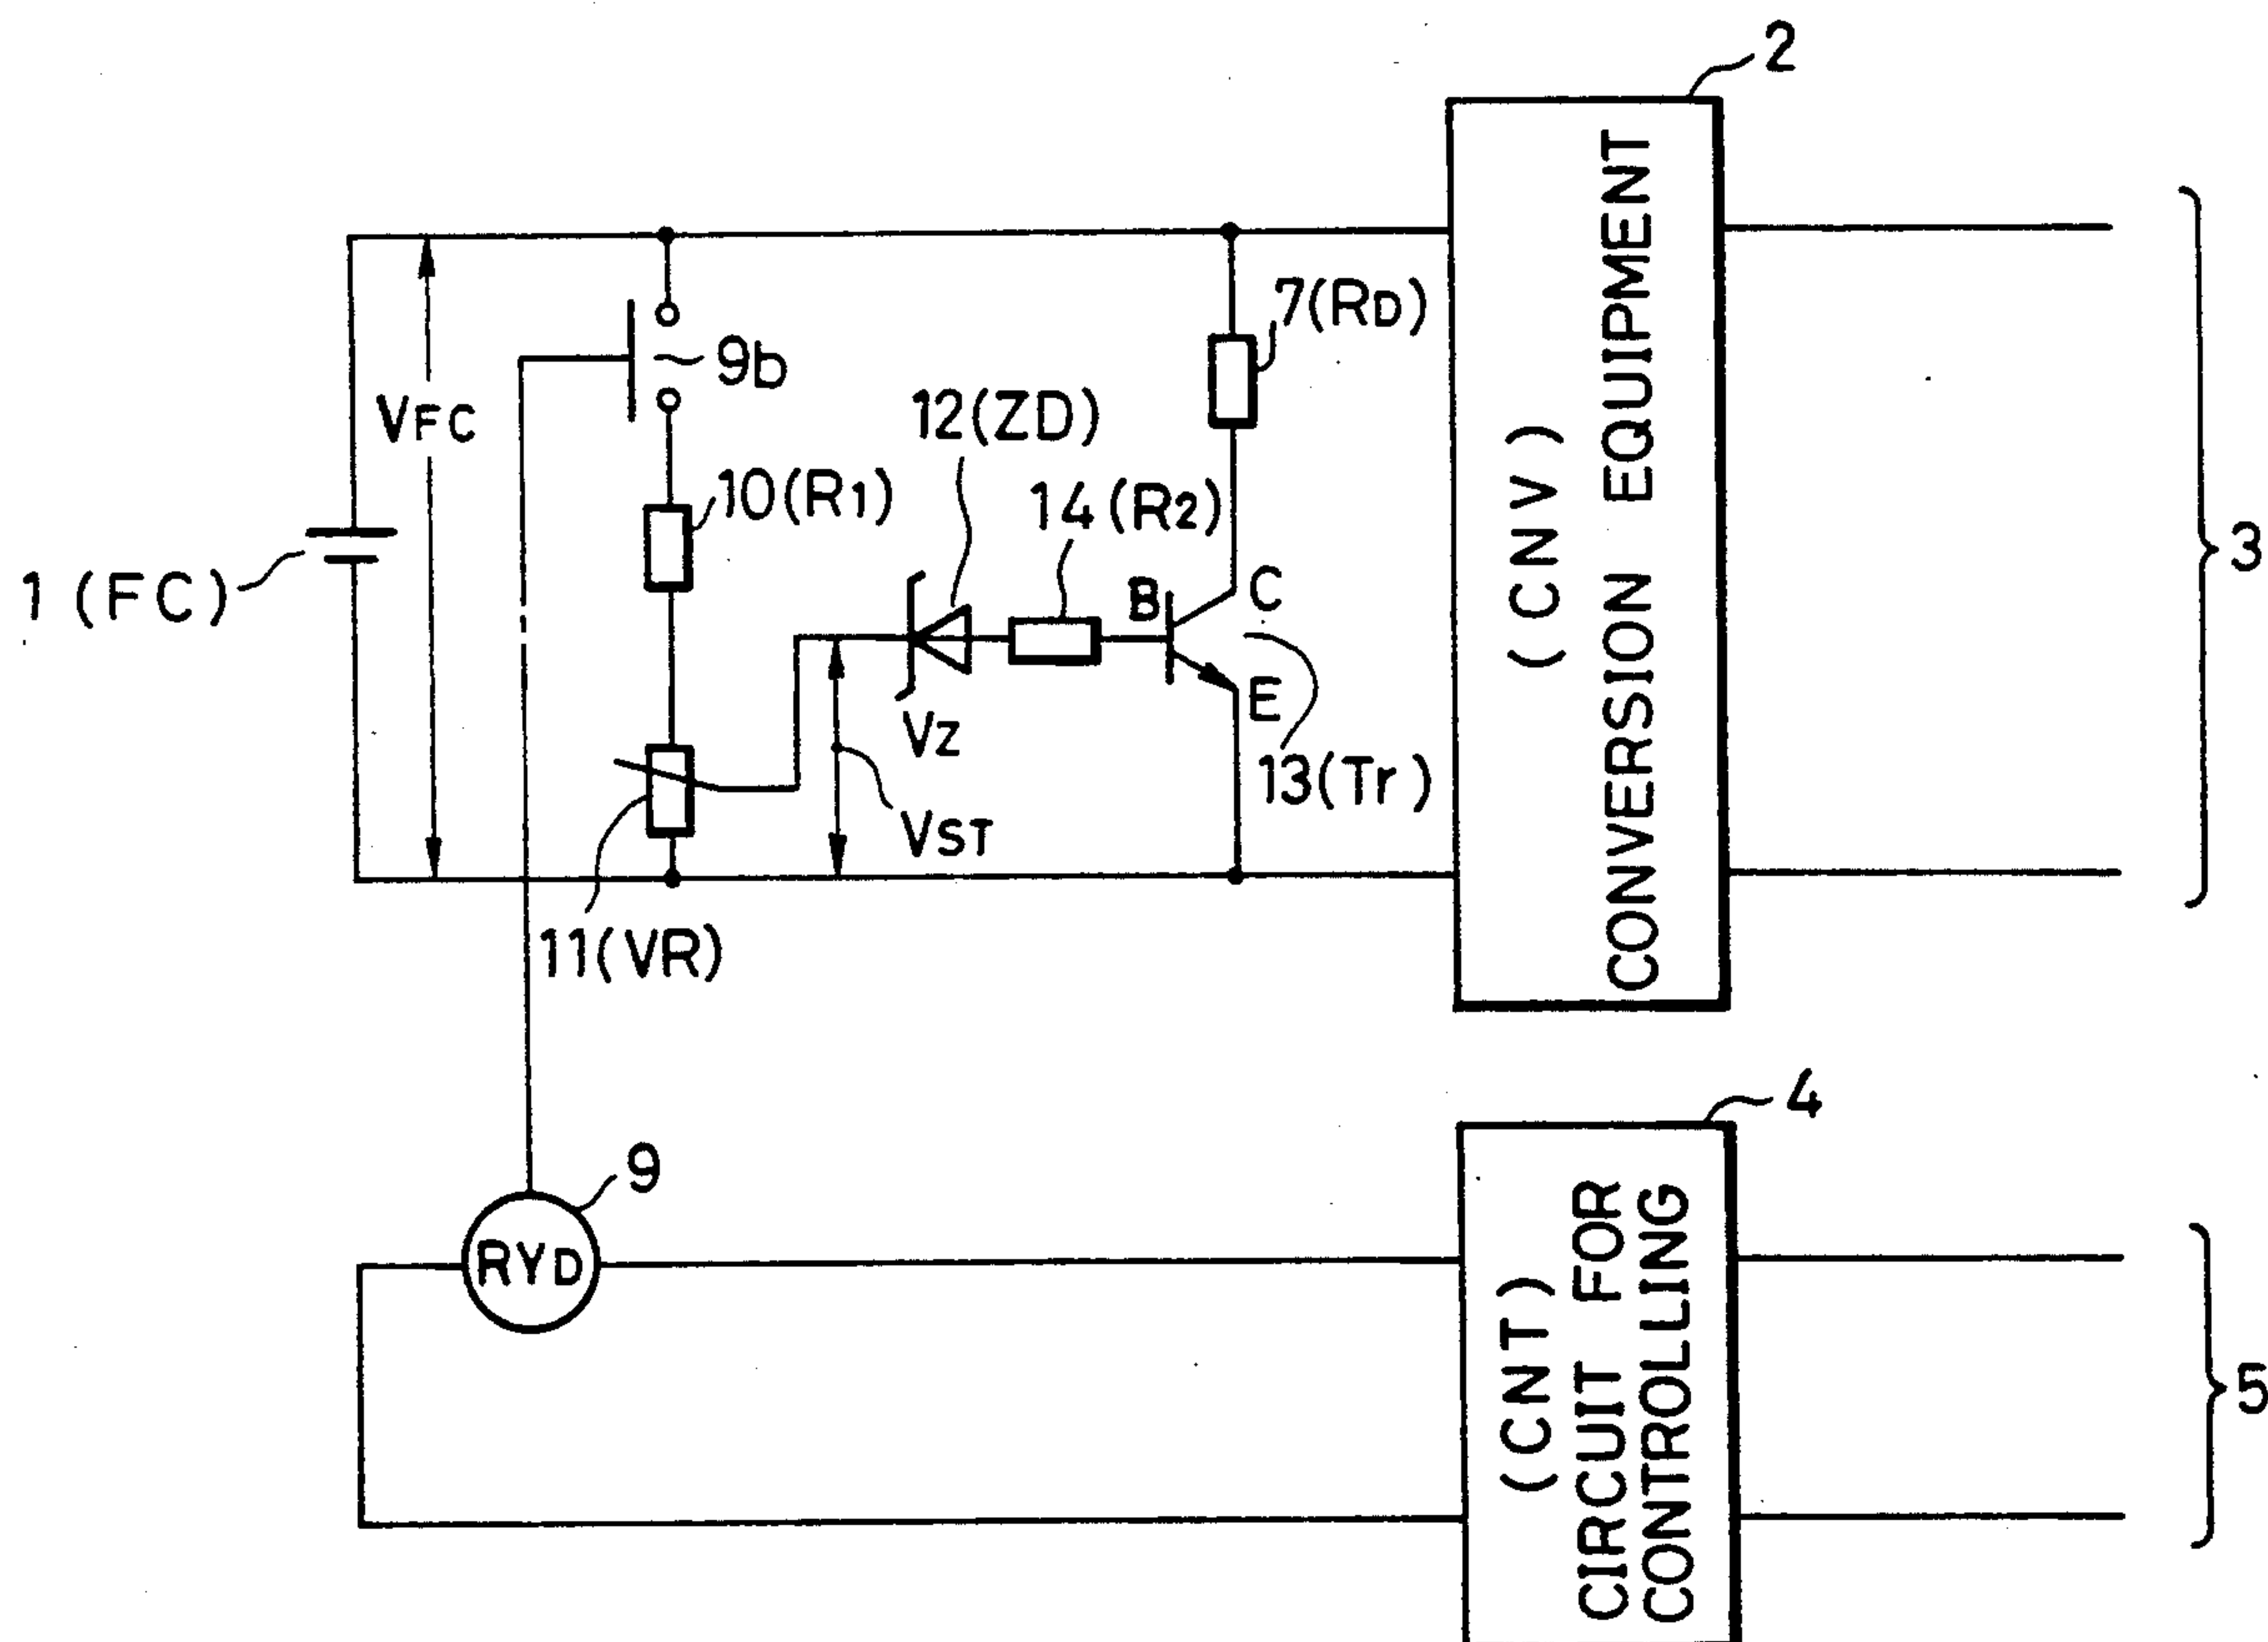 2
7(RD)
9b
VFC
12(ZD)
10(R1)
14(R2)
(CNV)
CONVERSION EQUIPMENT
3
1 (FC)
B
C
E
VZ
13(Tr)
VST
11(VR)
4
9
RYD
(CNT)
CIRCUIT FOR
CONTROLLING
5